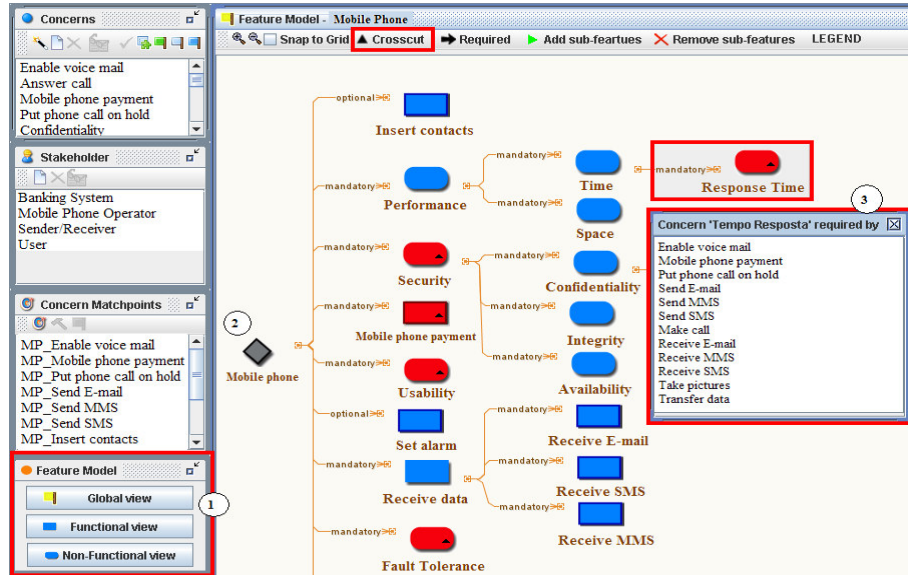 Concerns
Enable voice mail
Answer call
Mobile phone payment
Put phone call on hold
Confidentiality
Stakeholder
Banking System
Mobile Phone Operator
Sender/Receiver
User
Concern Matchpoints
MP_Enable voice mail
MP_Mobile phone payment
MP_Put phone call on hold
MP_Send E-mail
MP_Send MMS
MP_Send SMS
MP_Insert contacts
Feature Model
Global view
Functional view
Non-Functional view
1
Feature Model - Mobile Phone
Snap to Grid Crosscut Required Add sub-feartues Remove sub-features LEGEND
2
Mobile phone
optional
Insert contacts
mandatory
Performance
mandatory
Time
mandatory
Space
mandatory
Response Time
mandatory
Security
mandatory
Confidentiality
mandatory
Integrity
mandatory
Availability
mandatory
Mobile phone payment
mandatory
Usability
optional
Set alarm
mandatory
Receive data
mandatory
Receive E-mail
mandatory
Receive SMS
mandatory
Receive MMS
mandatory
Fault Tolerance
3
Concern 'Tempo Resposta' required by
Enable voice mail
Mobile phone payment
Put phone call on hold
Send E-mail
Send MMS
Send SMS
Make call
Receive E-mail
Receive MMS
Receive SMS
Take pictures
Transfer data